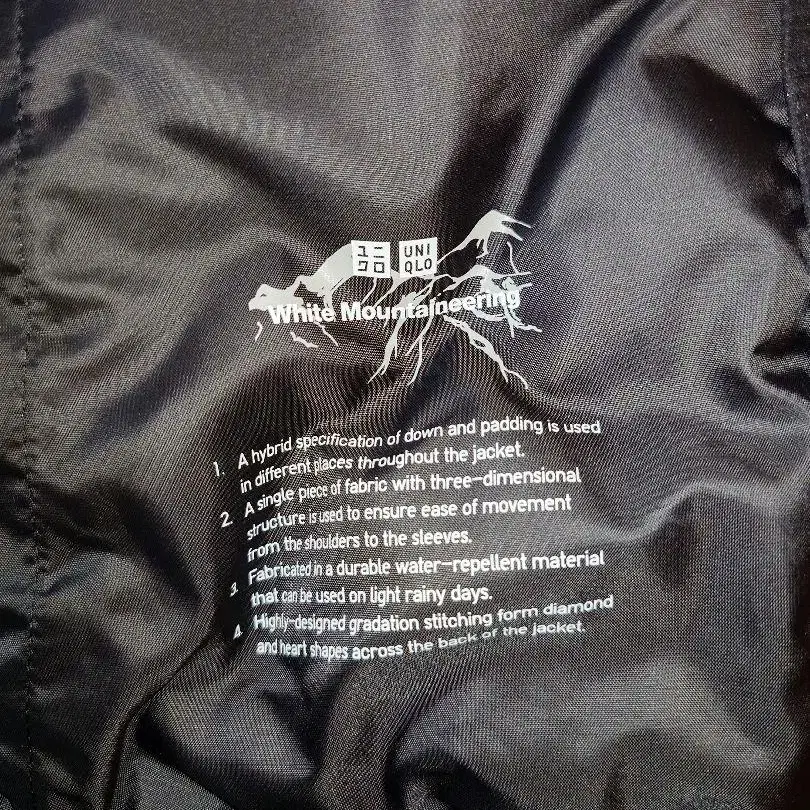 ユニ UNI
クロ QLO
White Mountaineering
1. A hybrid specification of down and padding is used
in different places throughout the jacket.
2. A single piece of fabric with three-dimensional
structure is used to ensure ease of movement
from the shoulders to the sleeves.
3. Fabricated in a durable water-repellent material
that can be used on light rainy days.
4. Highly-designed gradation stitching form diamond
and heart shapes across the back of the jacket.